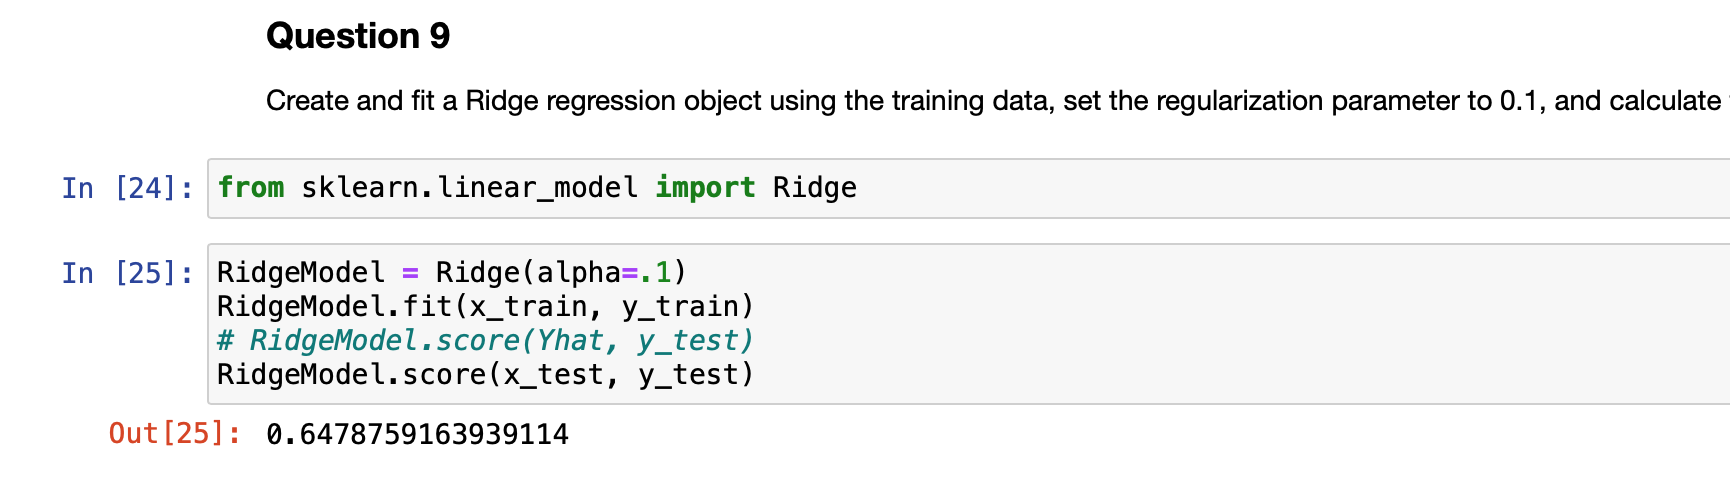 Question 9
Create and fit a Ridge regression object using the training data, set the regularization parameter to 0.1, and calculate
In [24]: from sklearn.linear_model import Ridge
In [25]: RidgeModel = Ridge(alpha=.1)
RidgeModel.fit(x_train, y_train)
# RidgeModel.score(Yhat, y_test)
RidgeModel.score(x_test, y_test)
Out[25]: 0.6478759163939114